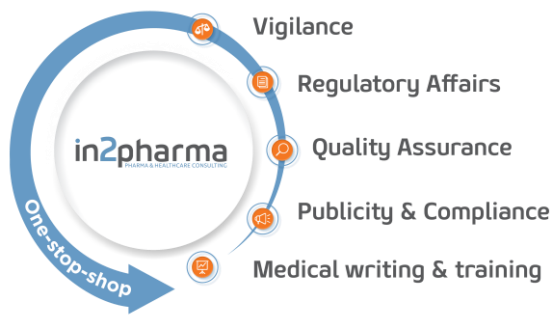 Vigilance
Regulatory Affairs
in2pharma
PHARMA & HEALTHCARE CONSULTING
Quality Assurance
Publicity & Compliance
One-stop-shop
Medical writing & training